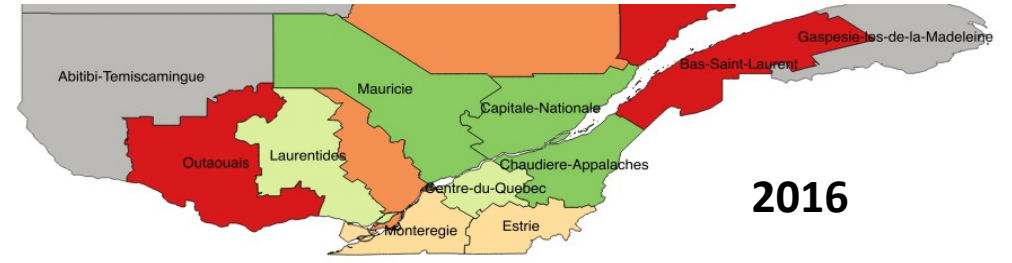 Gaspesie-Iles-de-la-Madeleine
Bas-Saint-Laurent
Abitibi-Temiscamingue
Mauricie
Capitale-Nationale
Outaouais
Laurentides
Chaudiere-Appalaches
Centre-du-Quebec
2016
Monteregie
Estrie